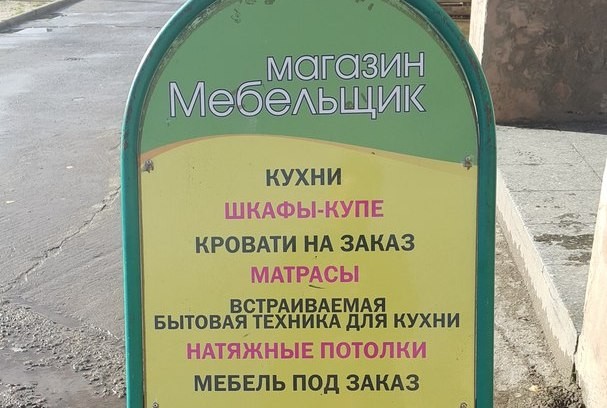 магазин
Мебельщик
КУХНИ
ШКАФЫ-КУПЕ
КРОВАТИ НА ЗАКАЗ
МАТРАСЫ
ВСТРАИВАЕМАЯ
БЫТОВАЯ ТЕХНИКА ДЛЯ КУХНИ
НАТЯЖНЫЕ ПОТОЛКИ
МЕБЕЛЬ ПОД ЗАКАЗ